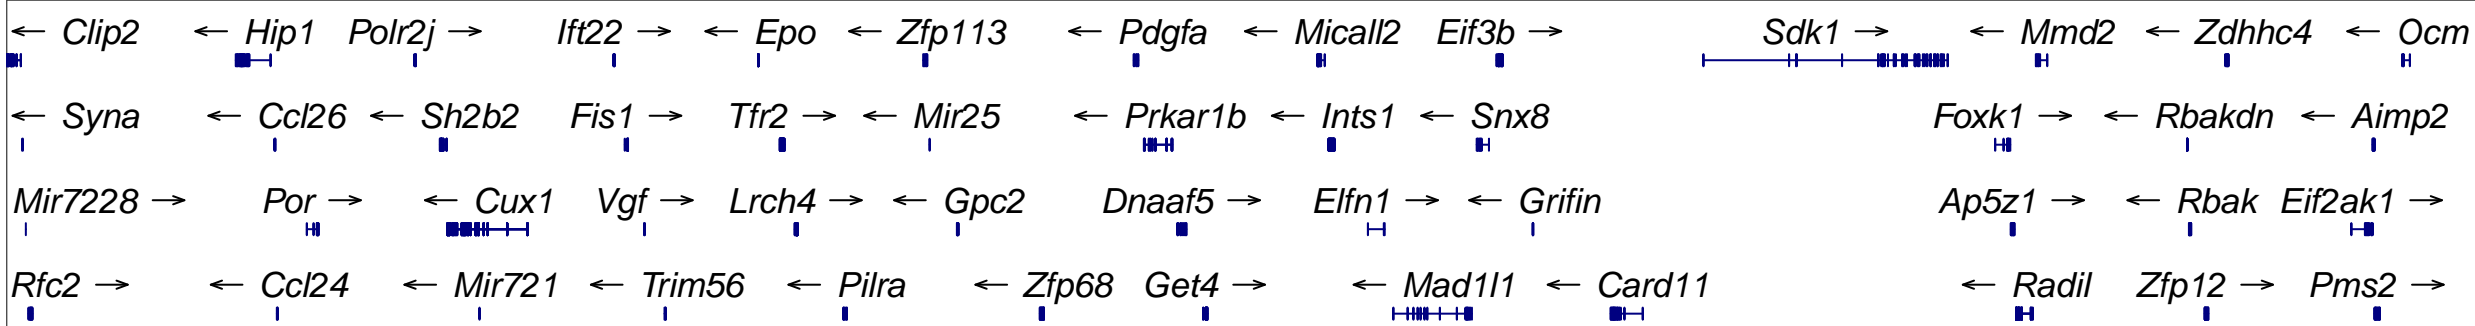 ← Clip2 ← Hip1 Polr2j → Ift22 → ← Epo ← Zfp113 ← Pdgfa ← Micall2 Eif3b → Sdk1 → ← Mmd2 ← Zdhhc4 ← Ocm
← Syna ← Ccl26 ← Sh2b2 Fis1 → Tfr2 → ← Mir25 ← Prkar1b ← Ints1 ← Snx8 Foxk1 → ← Rbakdn ← Aimp2
Mir7228 → Por → ← Cux1 Vgf → Lrch4 → ← Gpc2 Dnaaf5 → Elfn1 → ← Grifin Ap5z1 → ← Rbak Eif2ak1 →
Rfc2 → ← Ccl24 ← Mir721 ← Trim56 ← Pilra ← Zfp68 Get4 → ← Mad1l1 ← Card11 ← Radil Zfp12 → Pms2 →